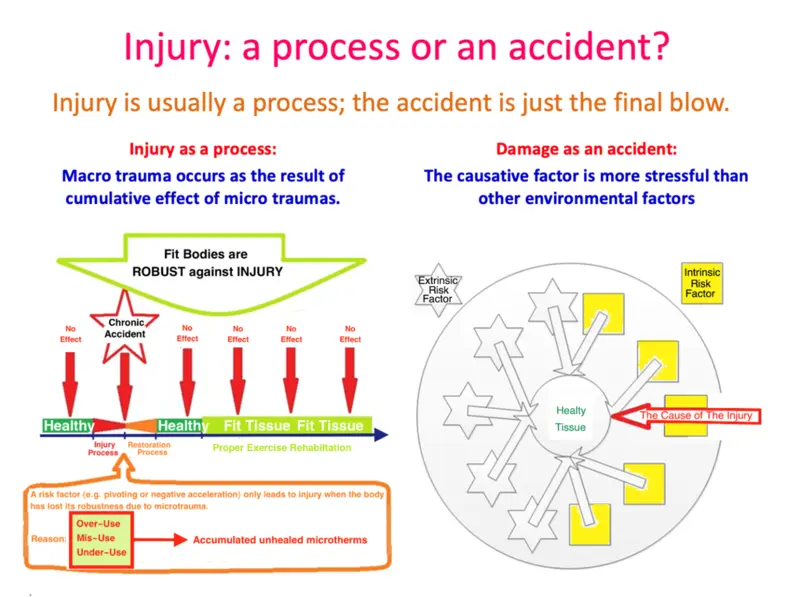 Injury: a process or an accident?
Injury is usually a process; the accident is just the final blow.
Injury as a process:
Macro trauma occurs as the result of
cumulative effect of micro traumas.
Damage as an accident:
The causative factor is more stressful than
other environmental factors
Fit Bodies are
ROBUST against INJURY
Chronic
Accident
No
Effect
No
Effect
No
Effect
No
Effect
No
Effect
Healthy
Healthy
Fit Tissue Fit Tissue
Injury
Process
Restoration
Process
Proper Exercise Rehabiltation
A risk factor (e.g. pivoting or negative acceleration) only leads to injury when the body
has lost its robustness due to microtrauma.
Reason:
Over-Use
Mis-Use
Under-Use
Accumulated unhealed microtherms
Extrinsic
Risk
Factor
Intrinsic
Risk
Factor
Healty
Tissue
The Cause of The Injury